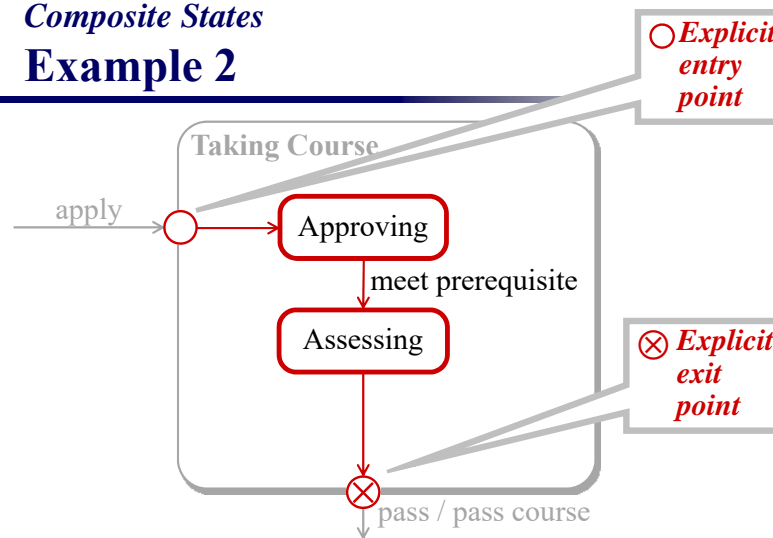 Composite States
Example 2
Explicit
entry
point
Taking Course
apply
Approving
meet prerequisite
Assessing
Explicit
exit
point
pass / pass course